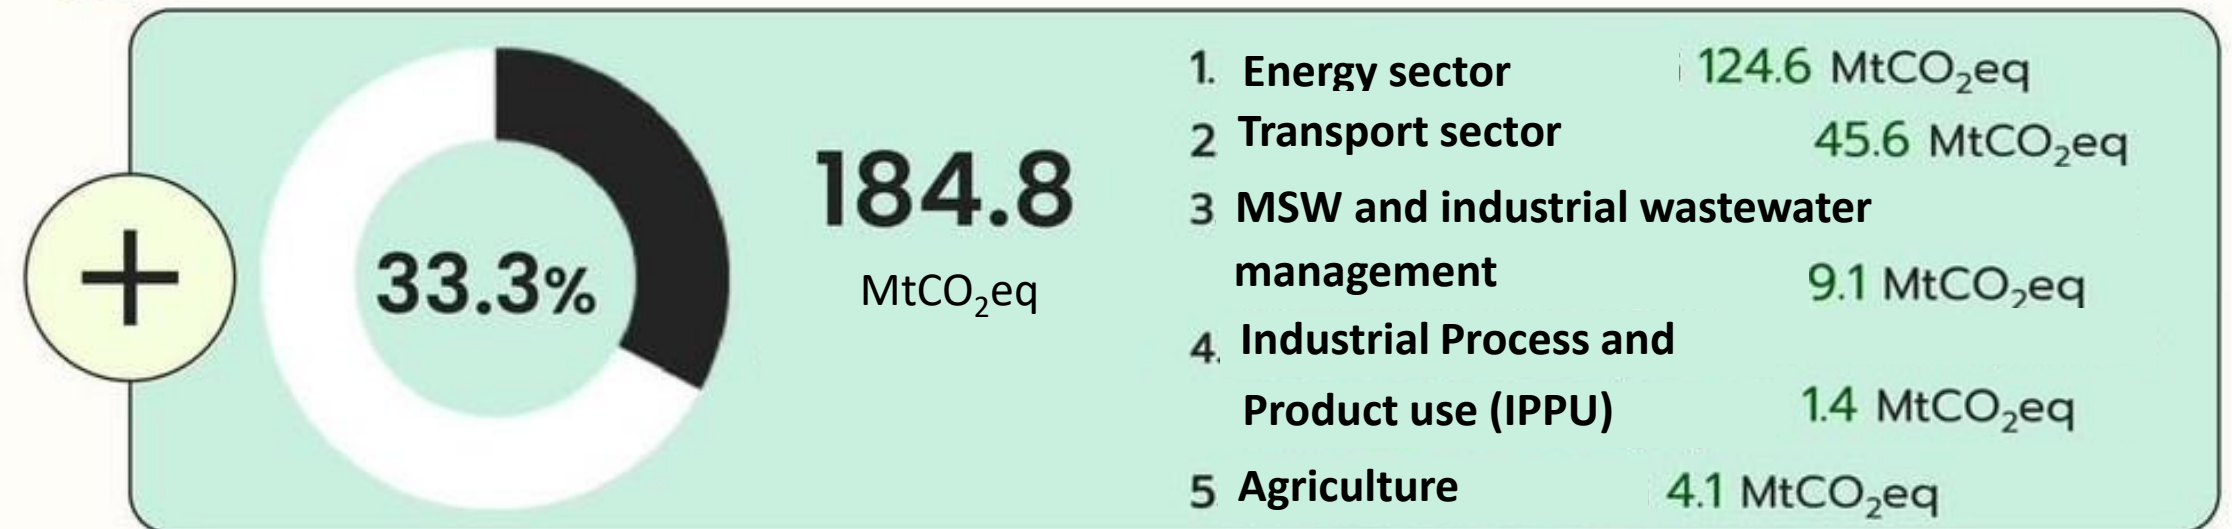 +
33.3%
184.8
MtCO₂eq
1. Energy sector 124.6 MtCO₂eq
2 Transport sector 45.6 MtCO₂eq
3 MSW and industrial wastewater
management 9.1 MtCO₂eq
4. Industrial Process and
Product use (IPPU) 1.4 MtCO₂eq
5 Agriculture 4.1 MtCO₂eq